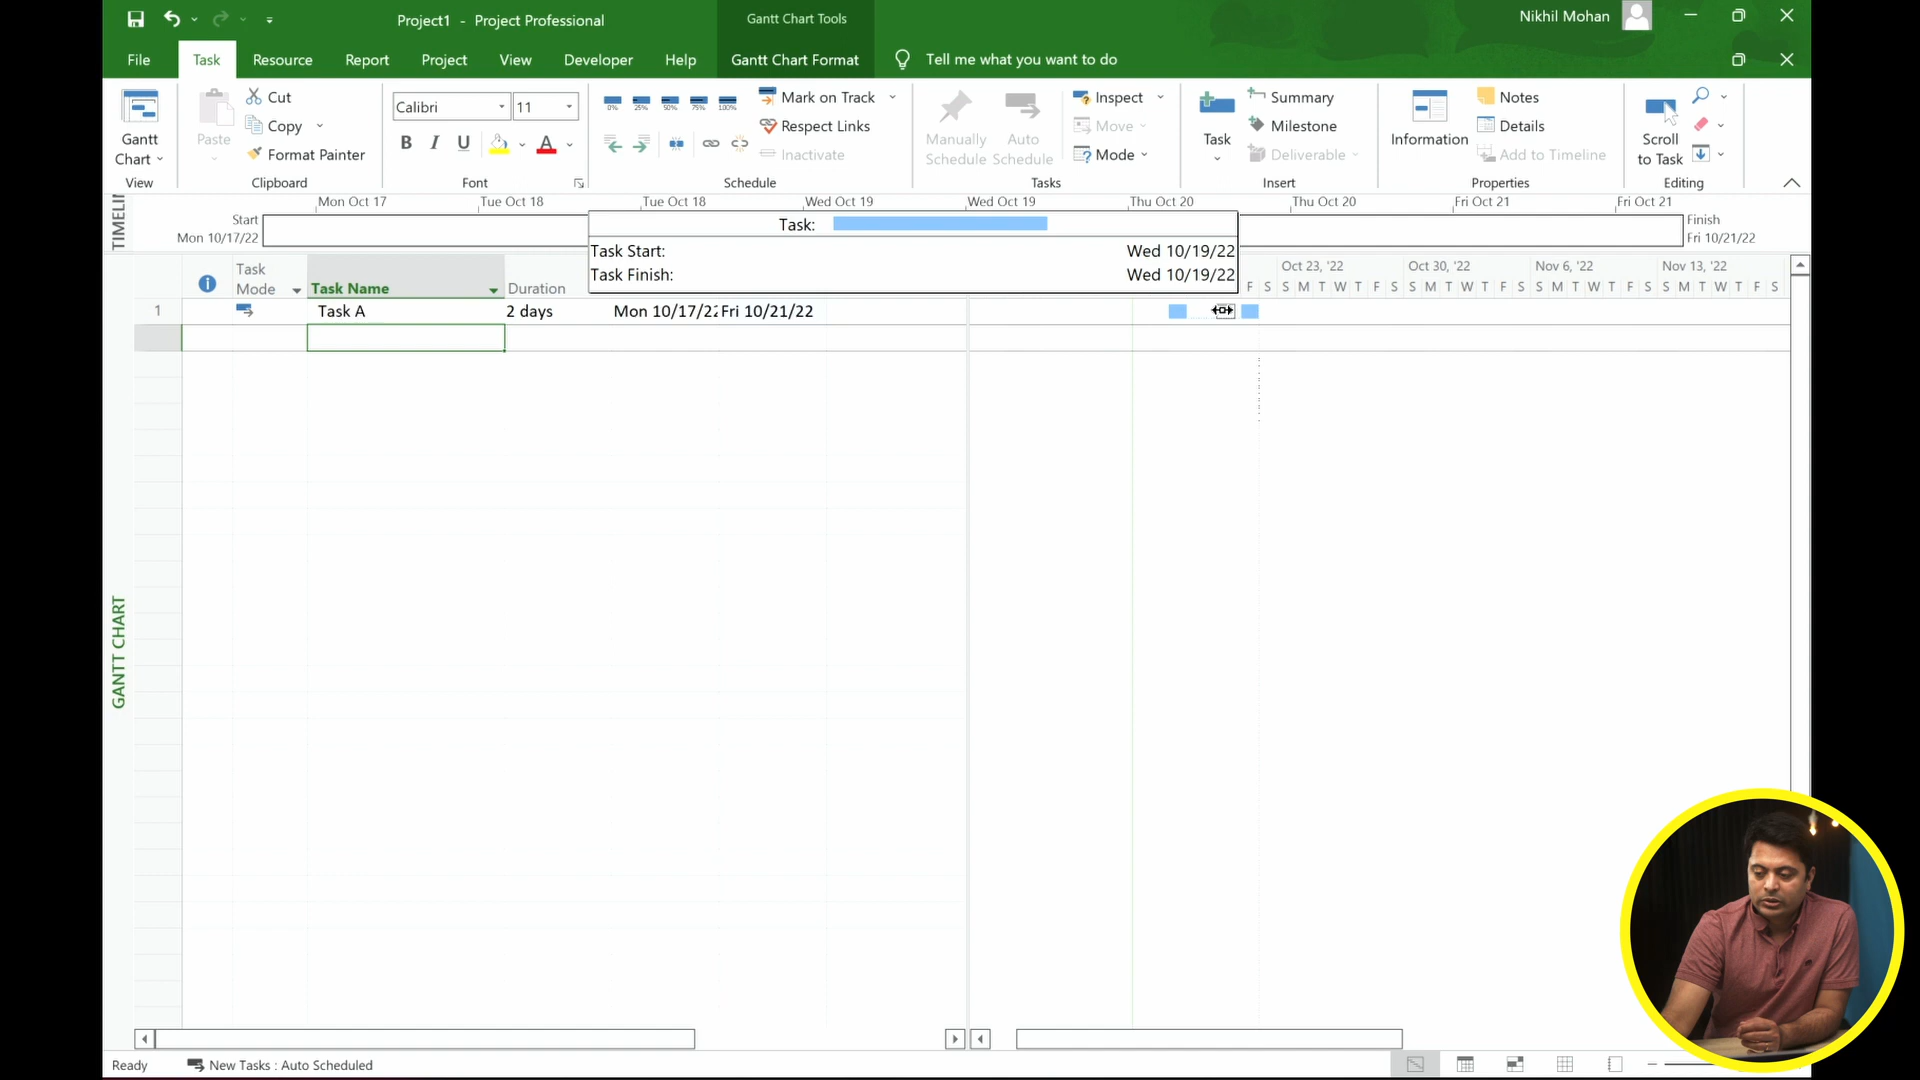 Project1 - Project Professional
Gantt Chart Tools
Nikhil Mohan
File Task Resource Report Project View Developer Help Gantt Chart Format Tell me what you want to do
Gantt Chart
View
Paste
Cut
Copy
Format Painter
Clipboard
Calibri 11
B I U A
Font
0% 25% 50% 75% 100%
Mark on Track
Respect Links
Inactivate
Schedule
Manually Schedule
Auto Schedule
Inspect
Move
Mode
Tasks
Task
Summary
Milestone
Deliverable
Insert
Information
Notes
Details
Add to Timeline
Properties
Scroll to Task
Editing
TIMELI
Mon Oct 17 Tue Oct 18 Tue Oct 18 Wed Oct 19 Wed Oct 19 Thu Oct 20 Thu Oct 20 Fri Oct 21 Fri Oct 21
Start
Mon 10/17/22
Finish
Fri 10/21/22
Task:
Task Start: Wed 10/19/22
Task Finish: Wed 10/19/22
Task Mode
Task Name
Duration
Oct 23, '22 Oct 30, '22 Nov 6, '22 Nov 13, '22
F S S M T W T F S S M T W T F S S M T W T F S S M T W T F S
1 Task A 2 days Mon 10/17/22 Fri 10/21/22
GANTT CHART
Ready New Tasks : Auto Scheduled